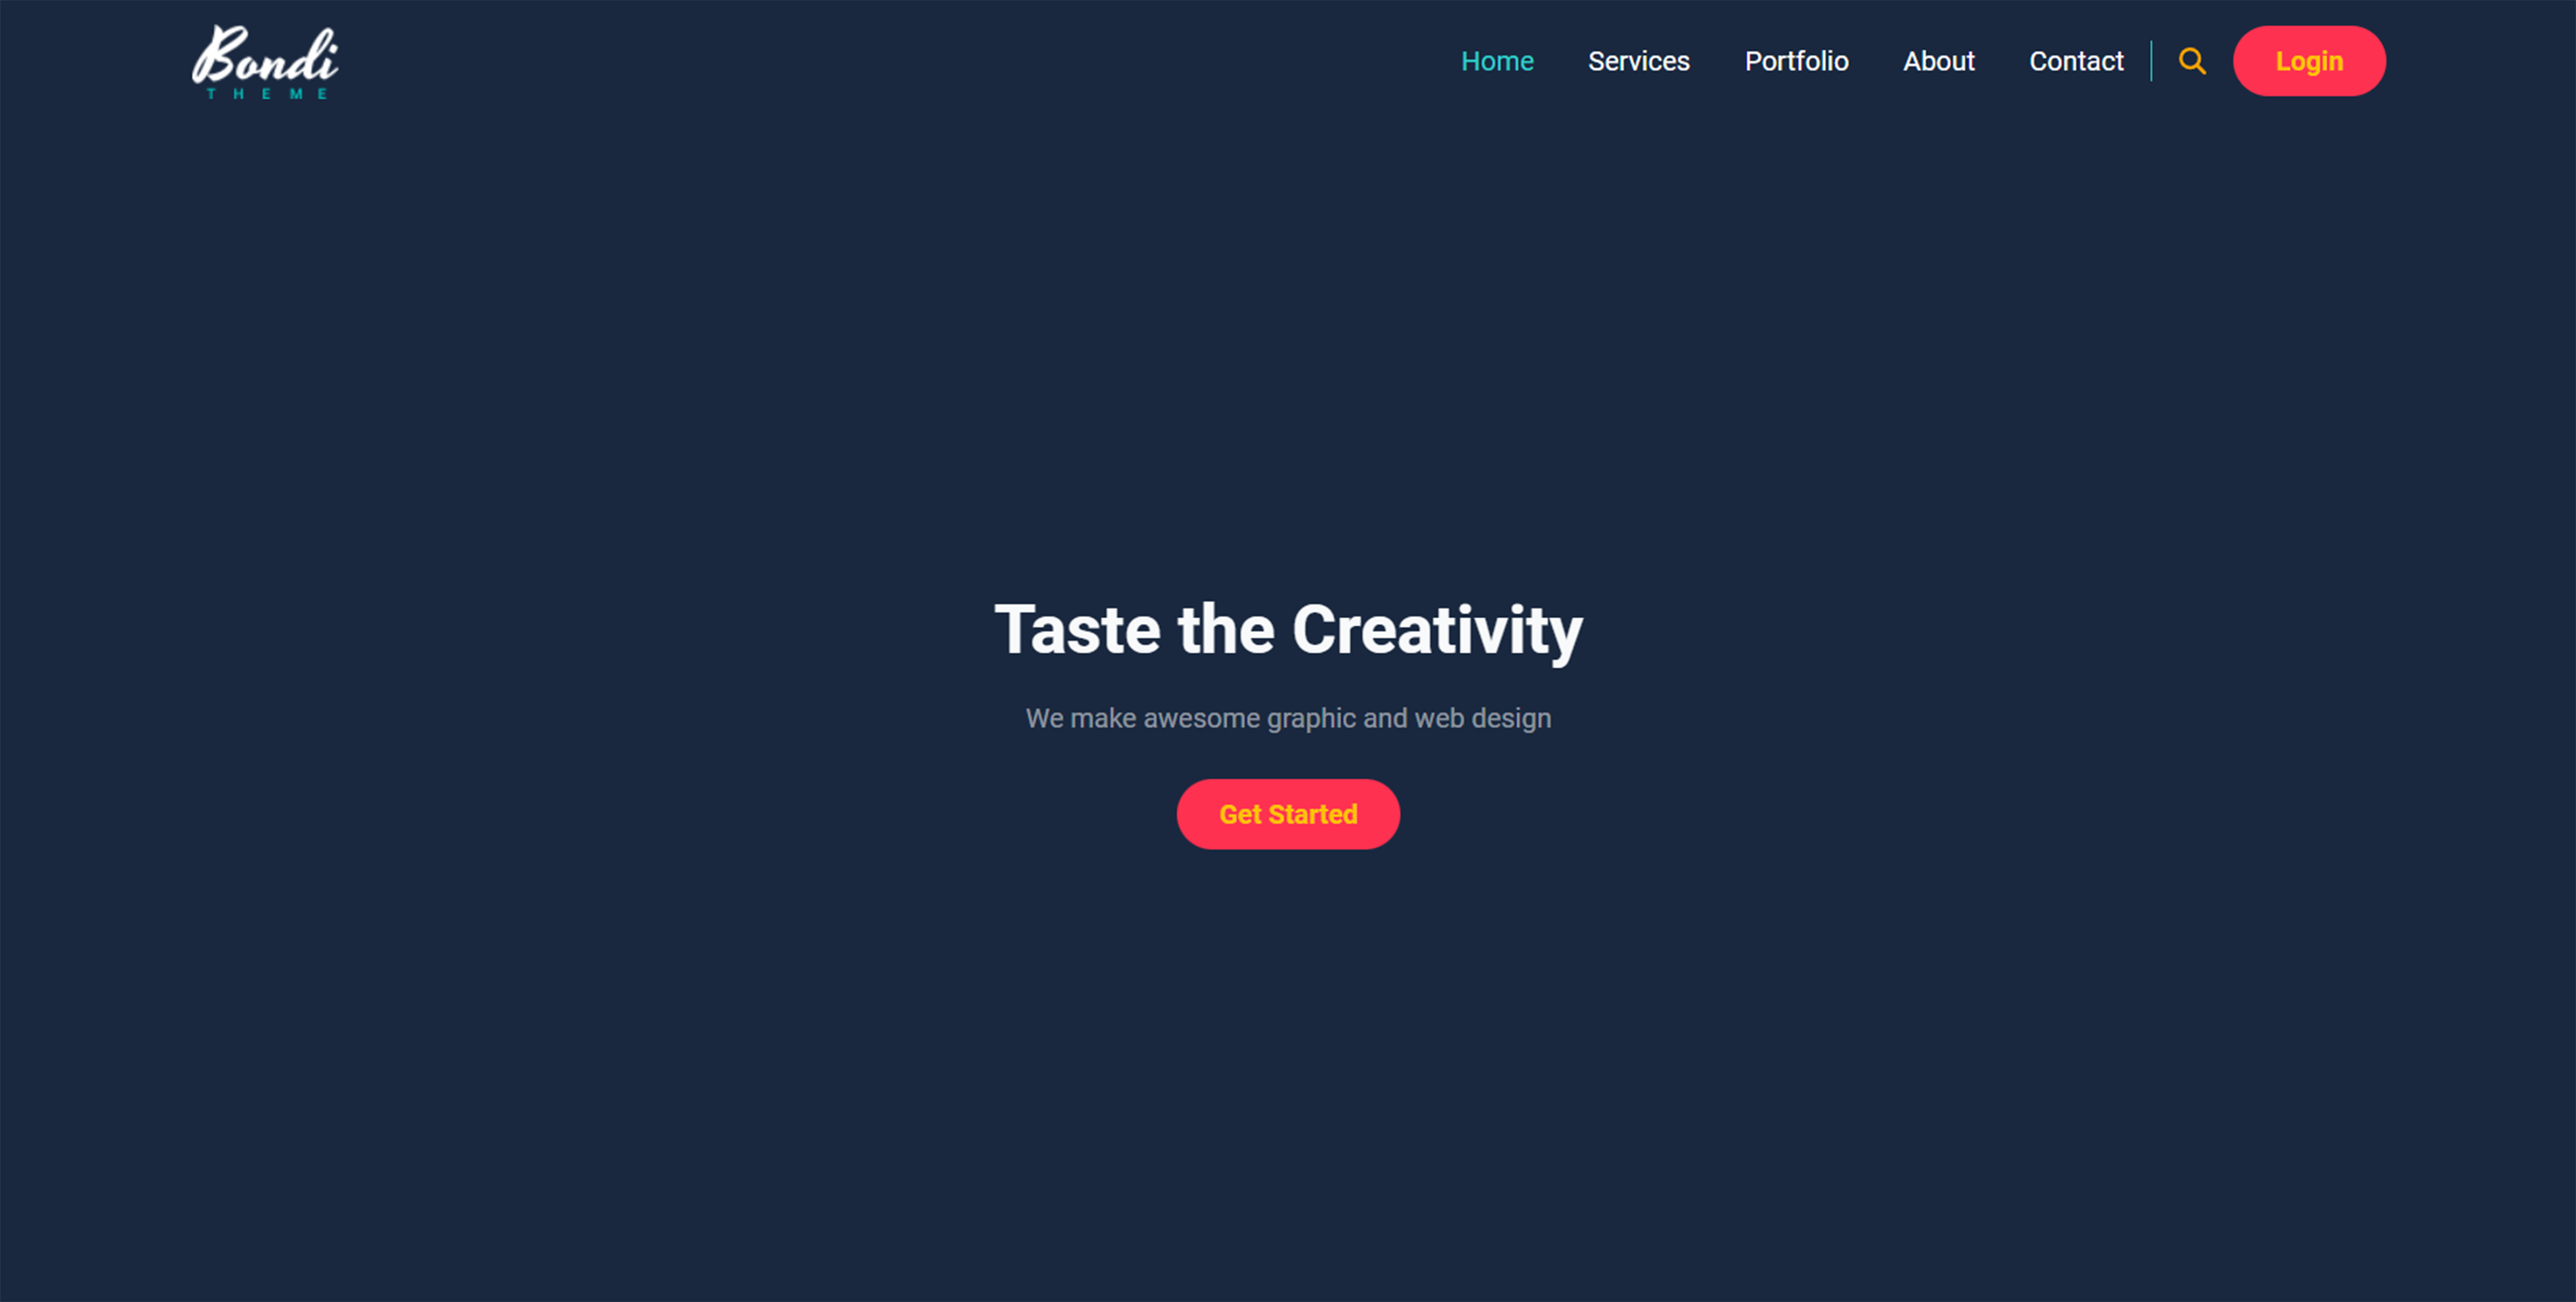 Bondi
THEME
Home Services Portfolio About Contact Login
Taste the Creativity
We make awesome graphic and web design
Get Started